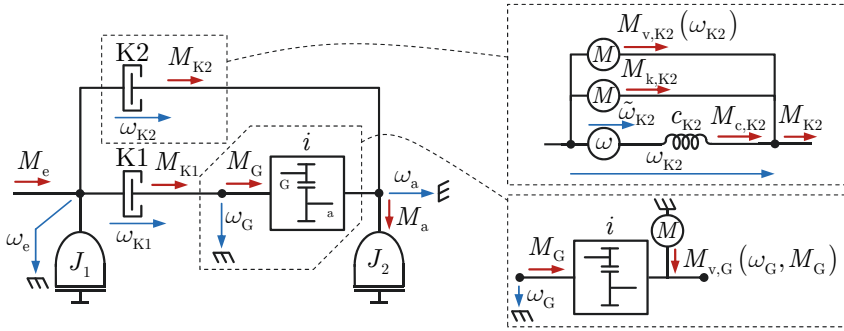 K2
M_K2
ω_K2
M_e
K1
M_K1
M_G
i
G
a
ω_a
ω_e
ω_K1
ω_G
M_a
J_1
J_2
M_v,K2 (ω_K2)
M
M_k,K2
M
ω̃_K2
c_K2
M_c,K2
M_K2
ω
ω_K2
i
M
M_G
M_v,G (ω_G, M_G)
ω_G